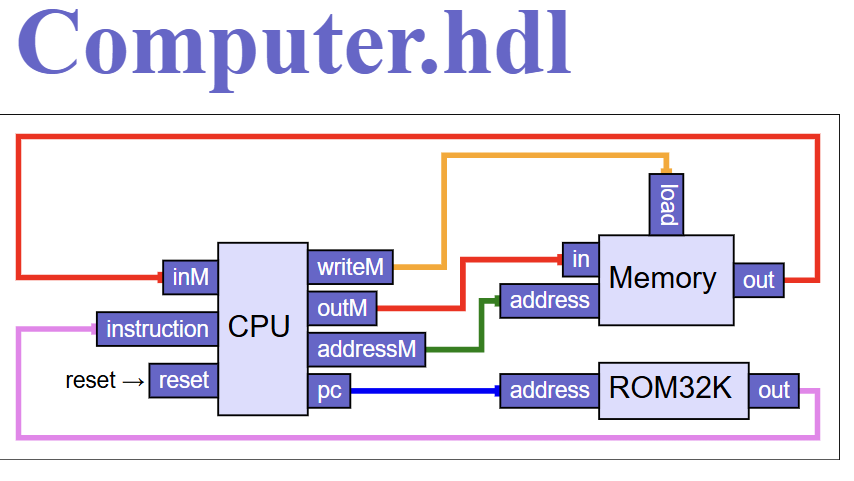 Computer.hdl
load
inM
writeM
in
Memory
out
instruction
CPU
outM
address
addressM
reset → reset
pc
address
ROM32K
out